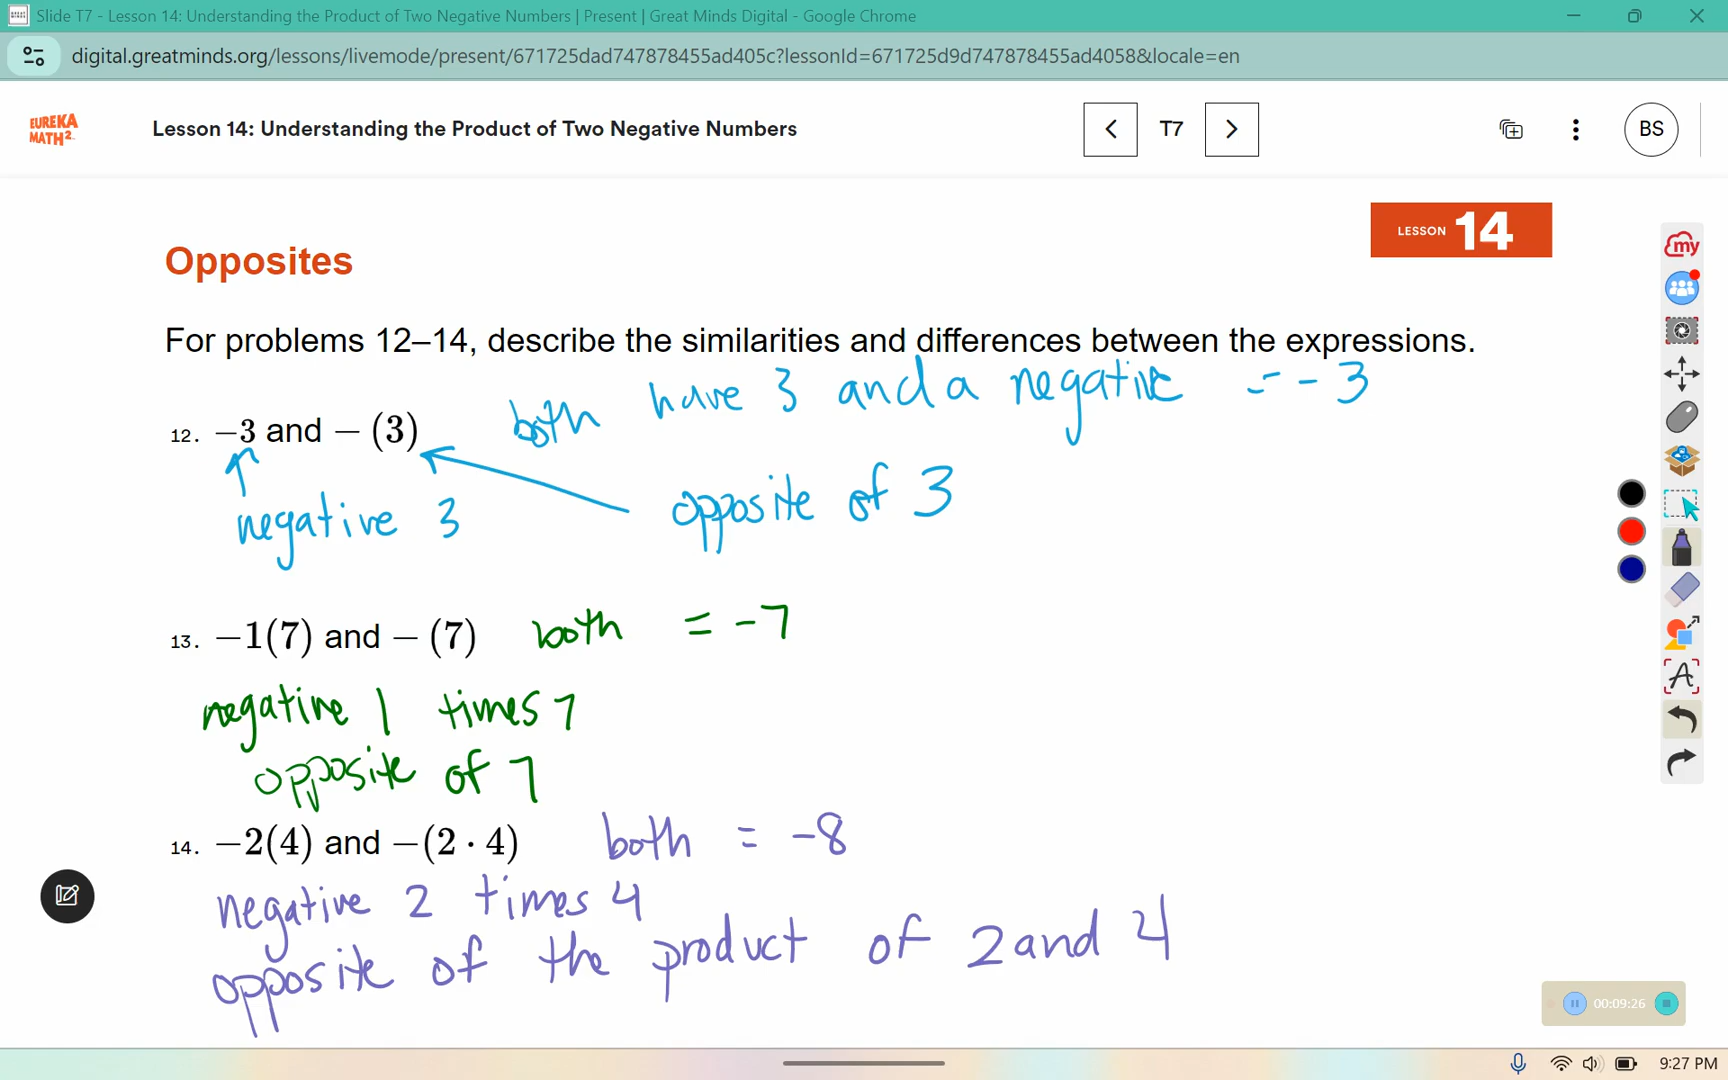 Slide T7 - Lesson 14: Understanding the Product of Two Negative Numbers | Present | Great Minds Digital - Google Chrome
digital.greatminds.org/lessons/livemode/present/671725dad747878455ad405c?lessonId=671725d9d747878455ad4058&locale=en
EUREKA MATH²
Lesson 14: Understanding the Product of Two Negative Numbers
T7
BS
LESSON 14
my
Opposites
For problems 12–14, describe the similarities and differences between the expressions.
both have 3 and a negative = - 3
12. −3 and − (3)
opposite of 3
negative 3
13. −1(7) and − (7) both = -7
negative 1 times 7
opposite of 7
14. −2(4) and −(2 · 4) both = -8
negative 2 times 4
opposite of the product of 2 and 4
A
00:09:26
9:27 PM